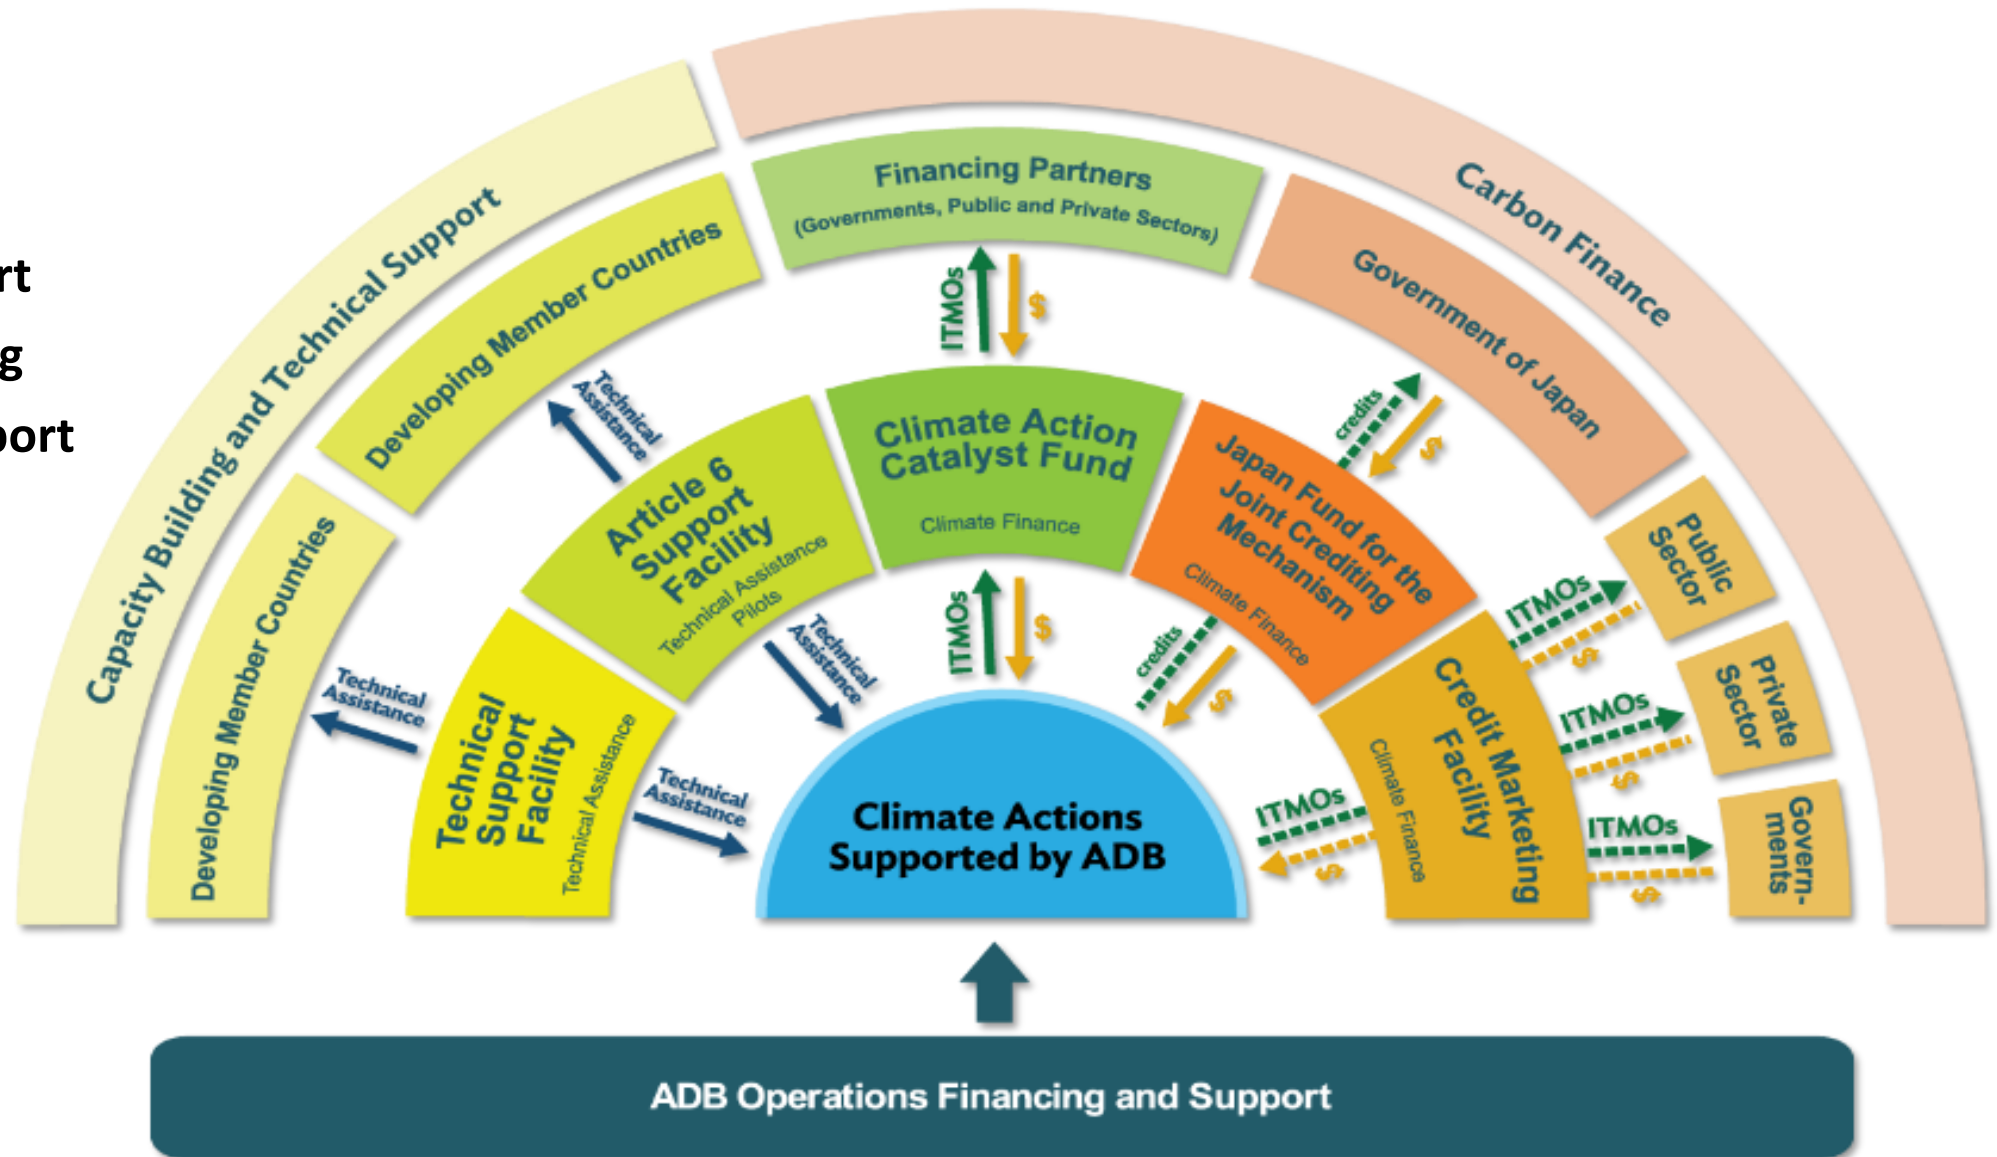 rt
g
port
Capacity Building and Technical Support
Carbon Finance
Developing Member Countries
Developing Member Countries
Financing Partners
(Governments, Public and Private Sectors)
Government of Japan
Public
Sector
Private
Sector
Govern-
ments
Technical
Assistance
Technical
Assistance
ITMOs
$
credits
$
ITMOs
$
ITMOs
$
ITMOs
$
Technical
Support
Facility
Technical Assistance
Article 6
Support
Facility
Technical Assistance
Pilots
Climate Action
Catalyst Fund
Climate Finance
Japan Fund for the
Joint Crediting
Mechanism
Climate Finance
Credit Marketing
Facility
Climate Finance
Technical
Assistance
Technical
Assistance
ITMOs
$
credits
$
ITMOs
$
Climate Actions
Supported by ADB
ADB Operations Financing and Support